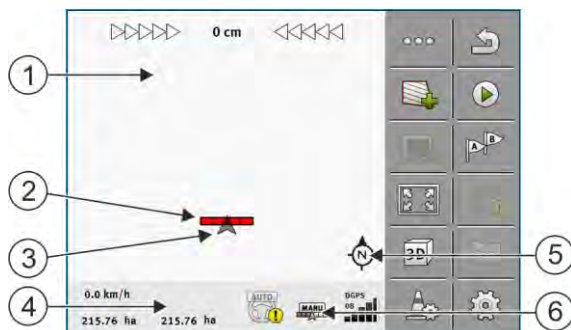 0 cm
1
A B
2
3
N
5
3D
4
0.0 km/h
AUTO
MANU
DGPS
08
6
215.76 ha 215.76 ha